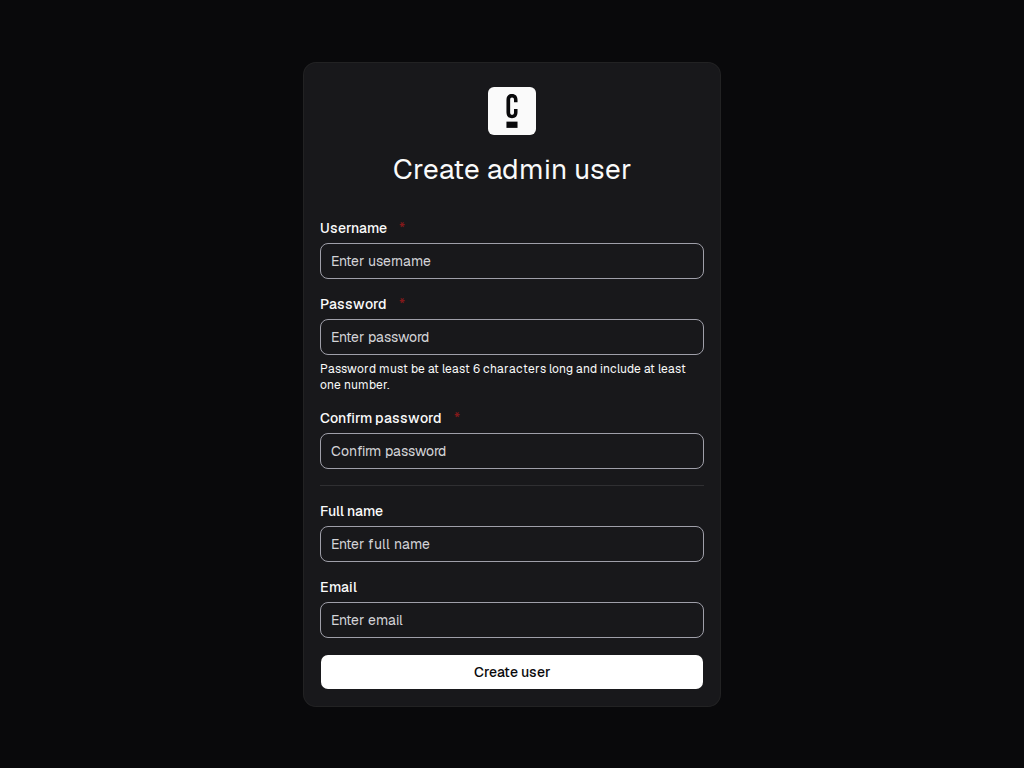 C
Create admin user
Username *
Enter username
Password *
Enter password
Password must be at least 6 characters long and include at least
one number.
Confirm password *
Confirm password
Full name
Enter full name
Email
Enter email
Create user